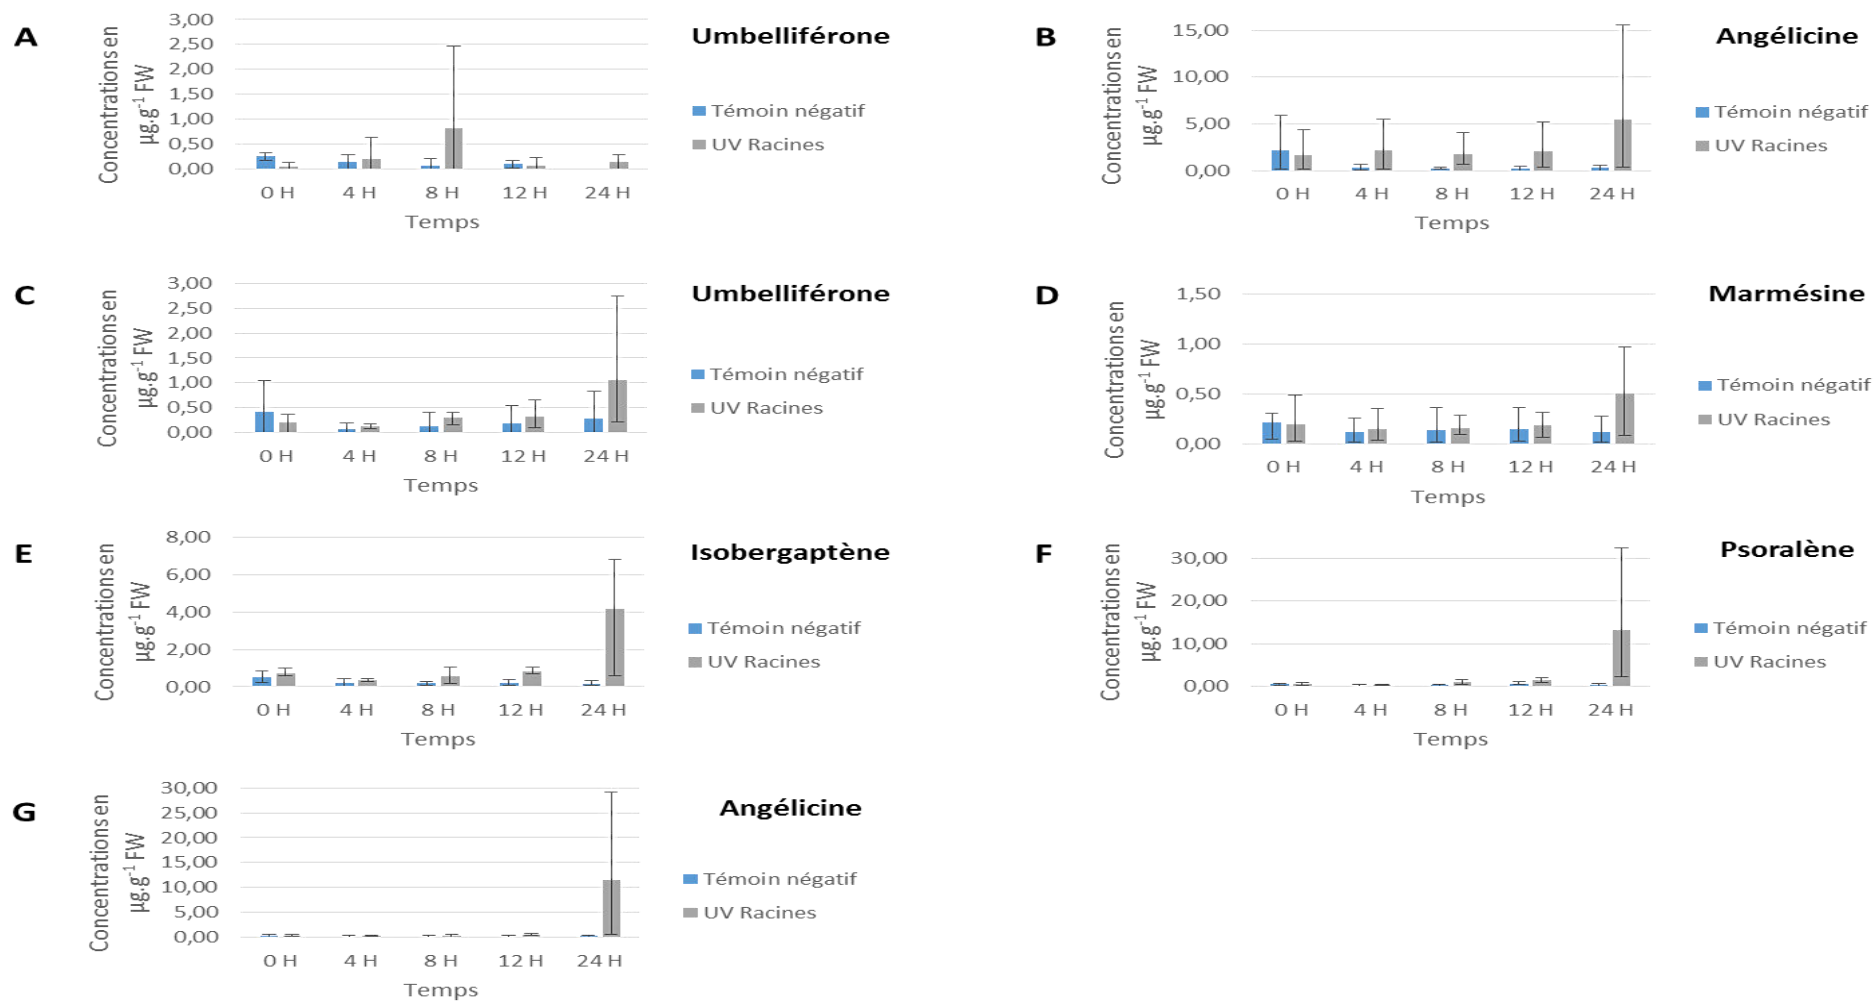 A
Umbelliférone
Concentrations en
µg.g-1 FW
3,00
2,50
2,00
1,50
1,00
0,50
0,00
0 H 4 H 8 H 12 H 24 H
Temps
Témoin négatif
UV Racines
B
Angélicine
Concentrations en
µg.g-1 FW
15,00
10,00
5,00
0,00
0 H 4 H 8 H 12 H 24 H
Temps
Témoin négatif
UV Racines
C
Umbelliférone
Concentrations en
µg.g-1 FW
3,00
2,50
2,00
1,50
1,00
0,50
0,00
0 H 4 H 8 H 12 H 24 H
Temps
Témoin négatif
UV Racines
D
Marmésine
Concentrations en
µg.g-1 FW
1,50
1,00
0,50
0,00
0 H 4 H 8 H 12 H 24 H
Temps
Témoin négatif
UV Racines
E
Isobergaptène
Concentrations en
µg.g-1 FW
8,00
6,00
4,00
2,00
0,00
0 H 4 H 8 H 12 H 24 H
Temps
Témoin négatif
UV Racines
F
Psoralène
Concentrations en
µg.g-1 FW
30,00
20,00
10,00
0,00
0 H 4 H 8 H 12 H 24 H
Temps
Témoin négatif
UV Racines
G
Angélicine
Concentrations en
µg.g-1 FW
30,00
25,00
20,00
15,00
10,00
5,00
0,00
0 H 4 H 8 H 12 H 24 H
Temps
Témoin négatif
UV Racines